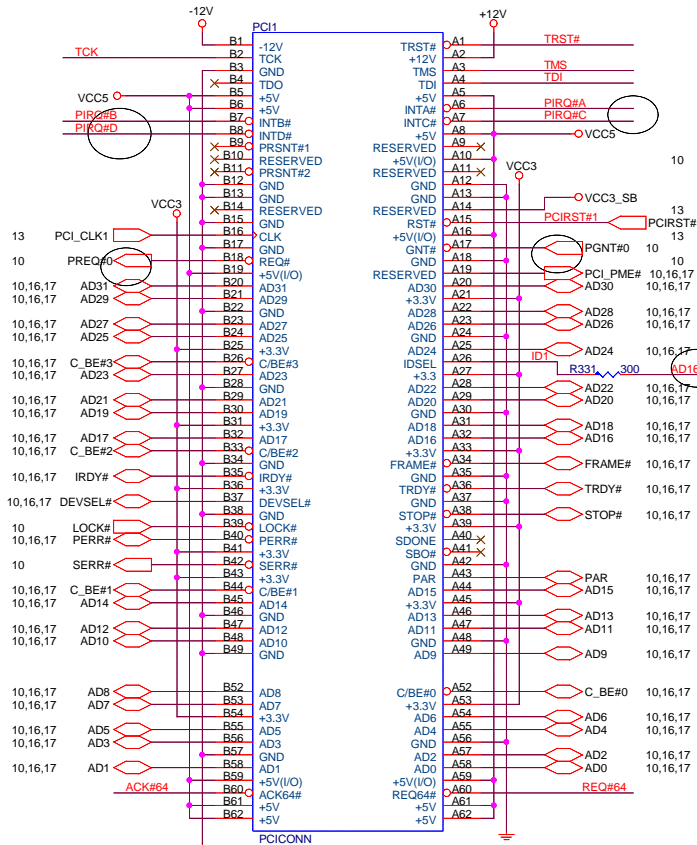 -12V +12V
PCI1
B1 -12V TRST# A1 TRST#
TCK B2 TCK +12V A2
B3 GND TMS A3 TMS
B4 TDO TDI A4 TDI
VCC5 B5 +5V +5V A5
B6 +5V INTA# A6 PIRQ#A
PIRQ#B B7 INTB# INTC# A7 PIRQ#C
PIRQ#D B8 INTD# +5V A8 VCC5
B9 PRSNT#1 RESERVED A9
B10 RESERVED +5V(I/O) A10 10
B11 PRSNT#2 RESERVED A11 VCC3
B12 GND GND A12
B13 GND GND A13 VCC3_SB
VCC3 B14 RESERVED RESERVED A14 13
B15 GND RST# A15 PCIRST#1 PCIRST#
13 PCI_CLK1 B16 CLK +5V(I/O) A16 13
B17 GND GNT# A17 PGNT#0 10
10 PREQ#0 B18 REQ# GND A18 10
B19 +5V(I/O) RESERVED A19 PCI_PME# 10,16,17
10,16,17 AD31 B20 AD31 AD30 A20 AD30 10,16,17
10,16,17 AD29 B21 AD29 +3.3V A21
B22 GND AD28 A22 AD28 10,16,17
10,16,17 AD27 B23 AD27 AD26 A23 AD26 10,16,17
10,16,17 AD25 B24 AD25 GND A24
B25 +3.3V AD24 A25 AD24 10,16,17
10,16,17 C_BE#3 B26 C/BE#3 IDSEL A26 ID1
10,16,17 AD23 B27 AD23 +3.3 A27 R331 300 AD16
B28 GND AD22 A28 AD22 10,16,17
10,16,17 AD21 B29 AD21 AD20 A29 AD20 10,16,17
10,16,17 AD19 B30 AD19 GND A30
B31 +3.3V AD18 A31 AD18 10,16,17
10,16,17 AD17 B32 AD17 AD16 A32 AD16 10,16,17
10,16,17 C_BE#2 B33 C/BE#2 +3.3V A33
B34 GND FRAME# A34 FRAME# 10,16,17
10,16,17 IRDY# B35 IRDY# GND A35
B36 +3.3V TRDY# A36 TRDY# 10,16,17
10,16,17 DEVSEL# B37 DEVSEL# GND A37
B38 GND STOP# A38 STOP# 10,16,17
10 LOCK# B39 LOCK# +3.3V A39
10,16,17 PERR# B40 PERR# SDONE A40
B41 +3.3V SBO# A41
10 SERR# B42 SERR# GND A42
B43 +3.3V PAR A43 PAR 10,16,17
10,16,17 C_BE#1 B44 C/BE#1 AD15 A44 AD15 10,16,17
10,16,17 AD14 B45 AD14 +3.3V A45
B46 GND AD13 A46 AD13 10,16,17
10,16,17 AD12 B47 AD12 AD11 A47 AD11 10,16,17
10,16,17 AD10 B48 AD10 GND A48
B49 GND AD9 A49 AD9 10,16,17
10,16,17 AD8 B52 AD8 C/BE#0 A52 C_BE#0 10,16,17
10,16,17 AD7 B53 AD7 +3.3V A53
B54 +3.3V AD6 A54 AD6 10,16,17
10,16,17 AD5 B55 AD5 AD4 A55 AD4 10,16,17
10,16,17 AD3 B56 AD3 GND A56
B57 GND AD2 A57 AD2 10,16,17
10,16,17 AD1 B58 AD1 AD0 A58 AD0 10,16,17
B59 +5V(I/O) +5V(I/O) A59
ACK#64 B60 ACK64# REQ64# A60 REQ#64
B61 +5V +5V A61
B62 +5V +5V A62
PCICONN